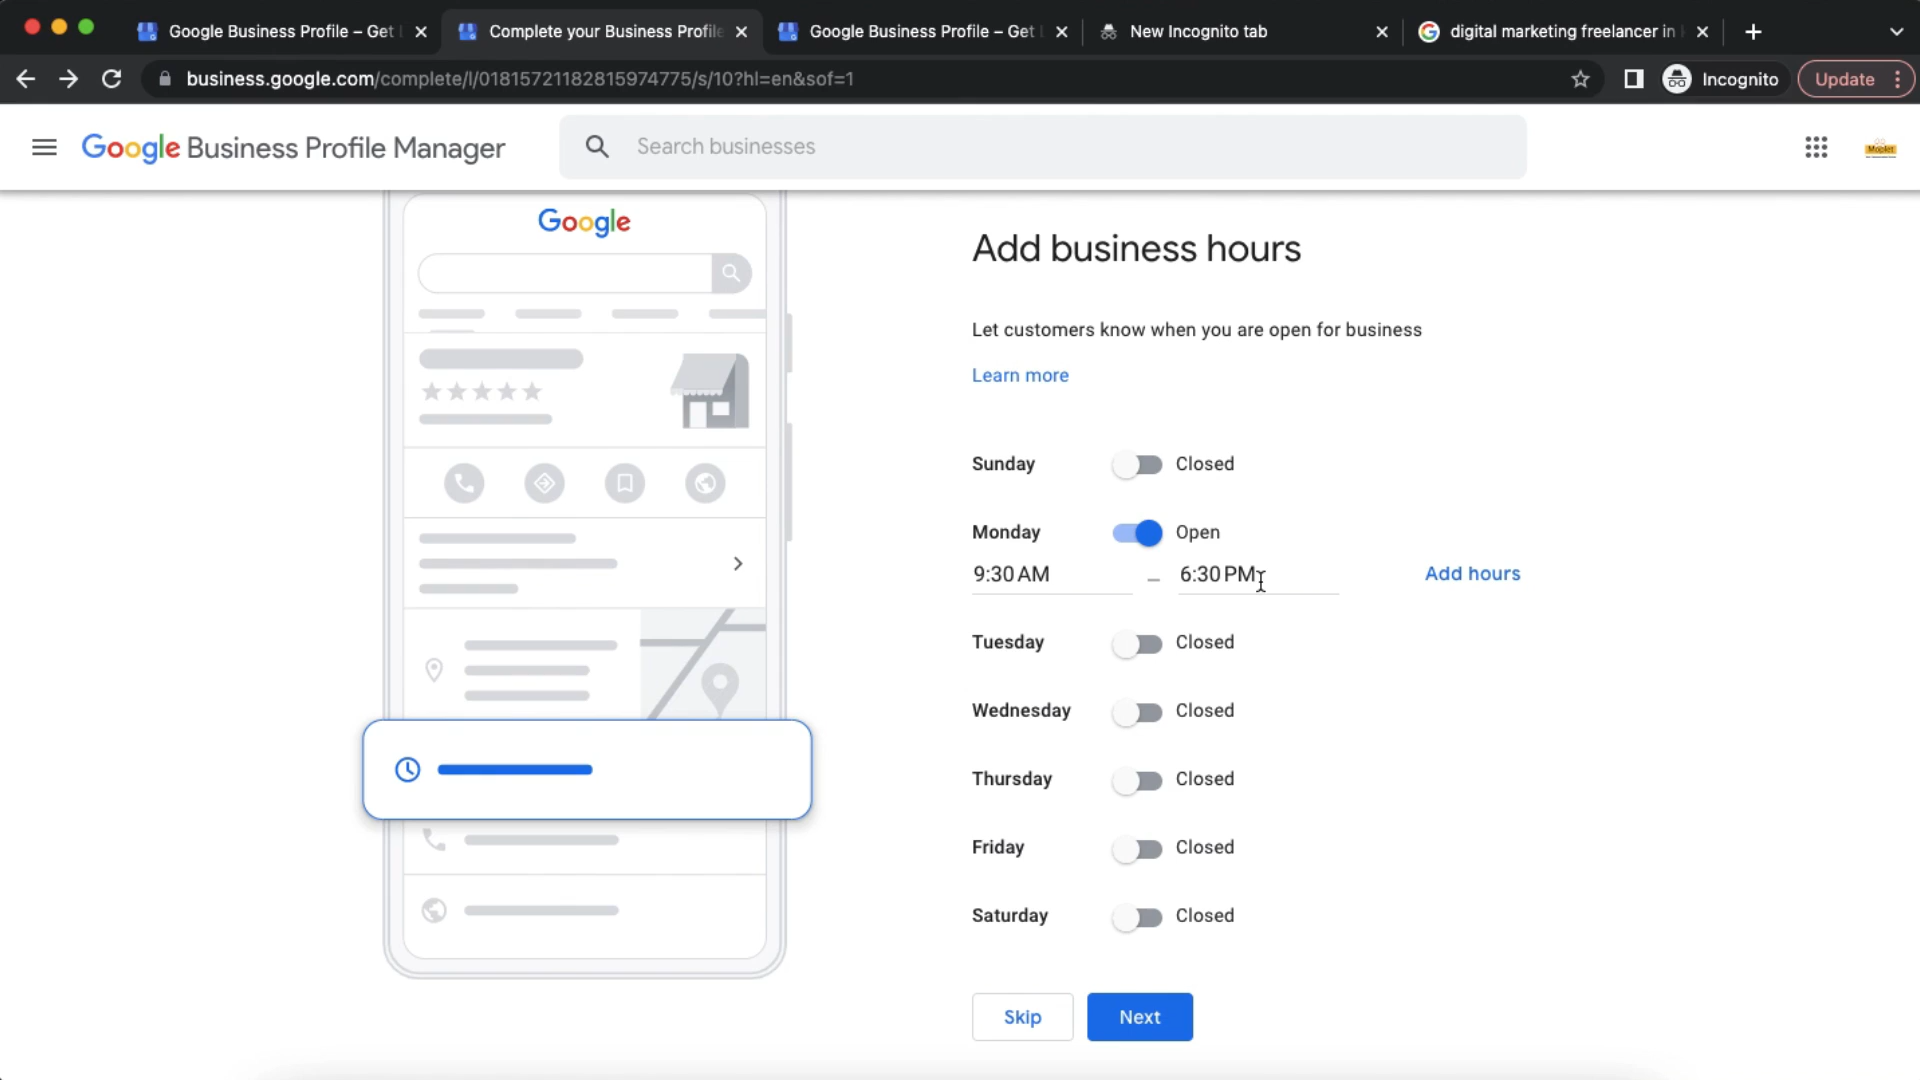 Google Business Profile – Get
Complete your Business Profile
Google Business Profile – Get
New Incognito tab
digital marketing freelancer in
business.google.com/complete/l/01815721182815974775/s/10?hl=en&sof=1
Incognito
Update
Google Business Profile Manager
Search businesses
Moplet
Google
Add business hours
Let customers know when you are open for business
Learn more
Sunday Closed
Monday Open
9:30 AM – 6:30 PM Add hours
Tuesday Closed
Wednesday Closed
Thursday Closed
Friday Closed
Saturday Closed
Skip Next